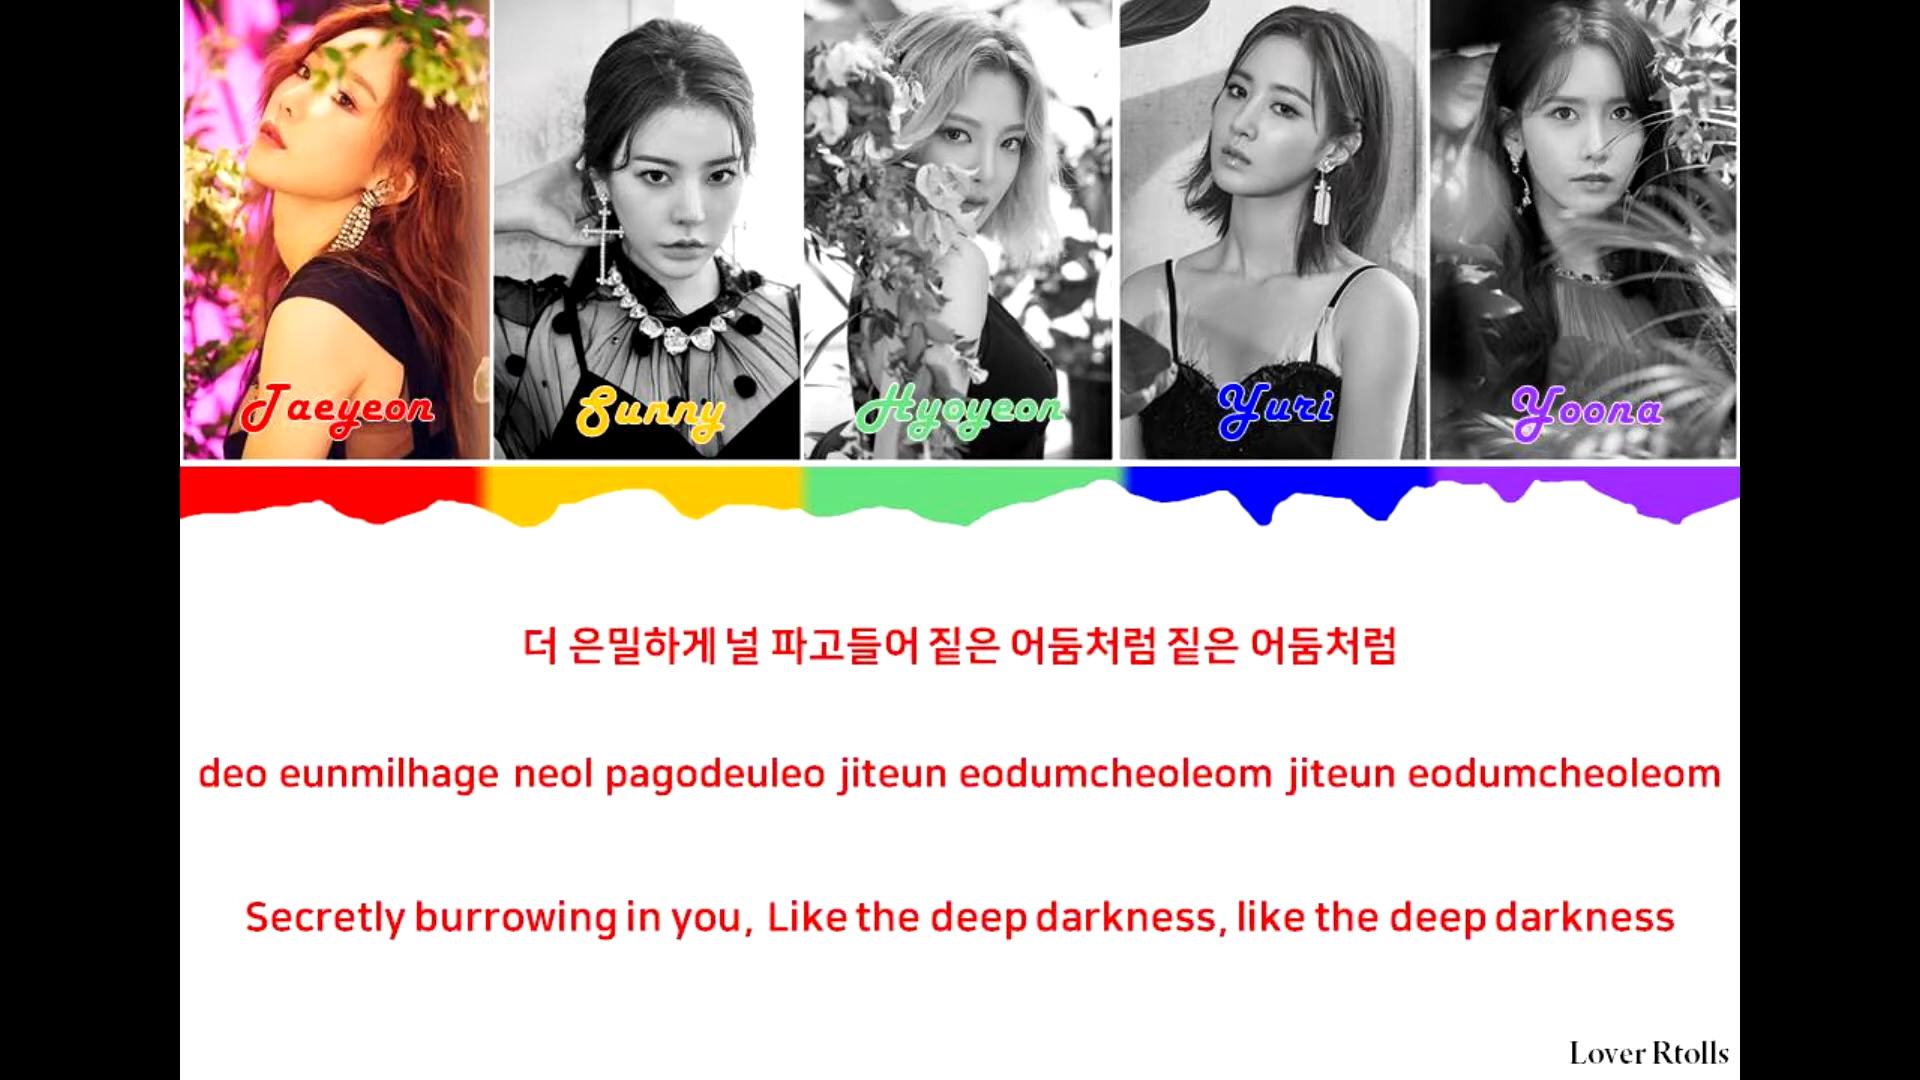 Taeyeon
Sunny
Hyoyeon
Yuri
Yoona
더 은밀하게 널 파고들어 짙은 어둠처럼 짙은 어둠처럼
deo eunmilhage neol pagodeuleo jiteun eodumcheoleom jiteun eodumcheoleom
Secretly burrowing in you, Like the deep darkness, like the deep darkness
Lover Rtolls